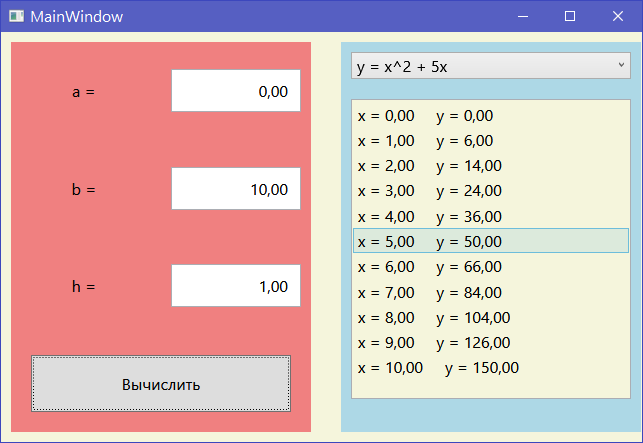 MainWindow
a =
0,00
b =
10,00
h =
1,00
Вычислить
y = x^2 + 5x
x = 0,00 y = 0,00
x = 1,00 y = 6,00
x = 2,00 y = 14,00
x = 3,00 y = 24,00
x = 4,00 y = 36,00
x = 5,00 y = 50,00
x = 6,00 y = 66,00
x = 7,00 y = 84,00
x = 8,00 y = 104,00
x = 9,00 y = 126,00
x = 10,00 y = 150,00